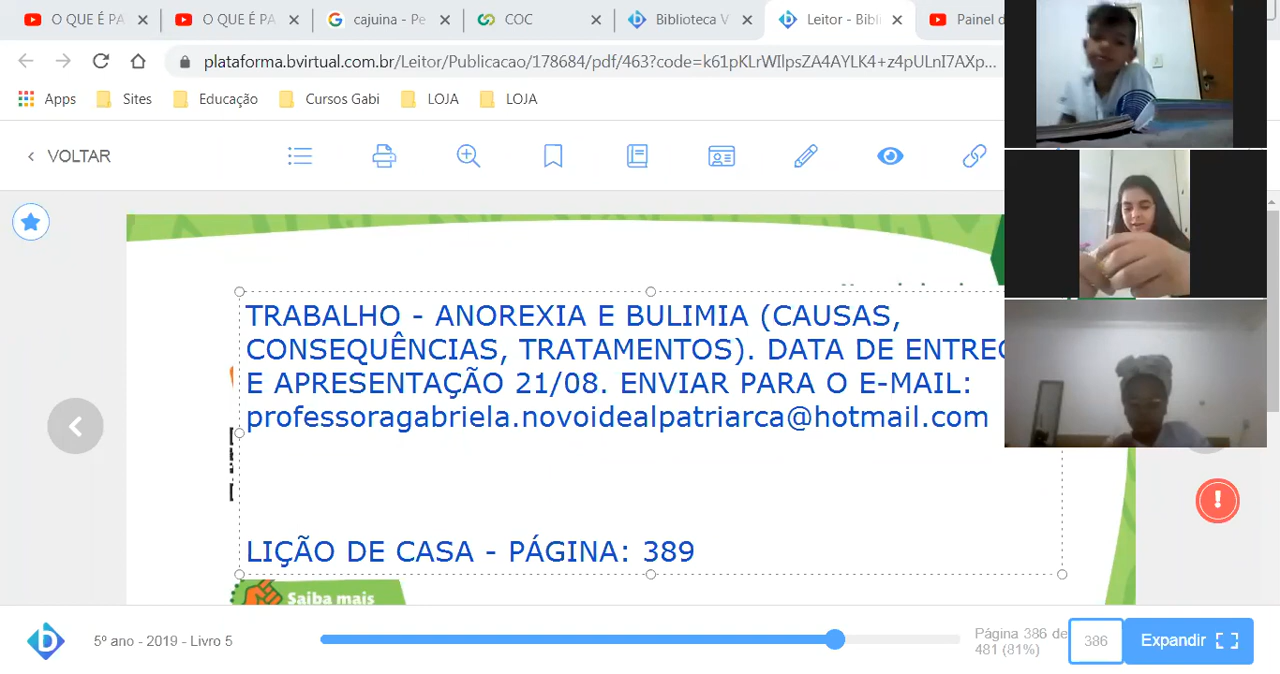 O QUE É PA
O QUE É PA
cajuina - Pe
COC
Biblioteca V
Leitor - Bibli
Painel d
plataforma.bvirtual.com.br/Leitor/Publicacao/178684/pdf/463?code=k61pKLrWIlpsZA4AYLK4+z4pULnI7AXp...
Apps
Sites
Educação
Cursos Gabi
LOJA
LOJA
VOLTAR
TRABALHO - ANOREXIA E BULIMIA (CAUSAS,
CONSEQUÊNCIAS, TRATAMENTOS). DATA DE ENTREG
E APRESENTAÇÃO 21/08. ENVIAR PARA O E-MAIL:
professoragabriela.novoidealpatriarca@hotmail.com
LIÇÃO DE CASA - PÁGINA: 389
Saiba mais
5º ano - 2019 - Livro 5
Página 386 de
481 (81%)
386
Expandir